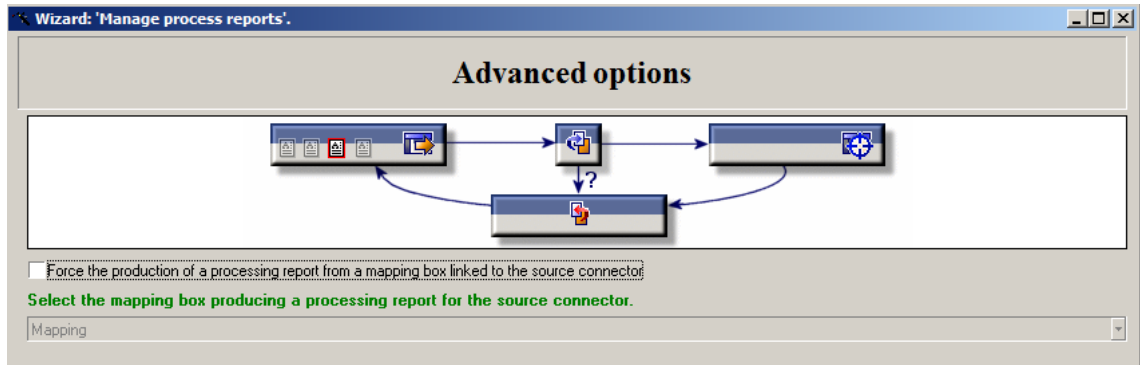 Wizard: 'Manage process reports'.
Advanced options
?
Force the production of a processing report from a mapping box linked to the source connector
Select the mapping box producing a processing report for the source connector.
Mapping